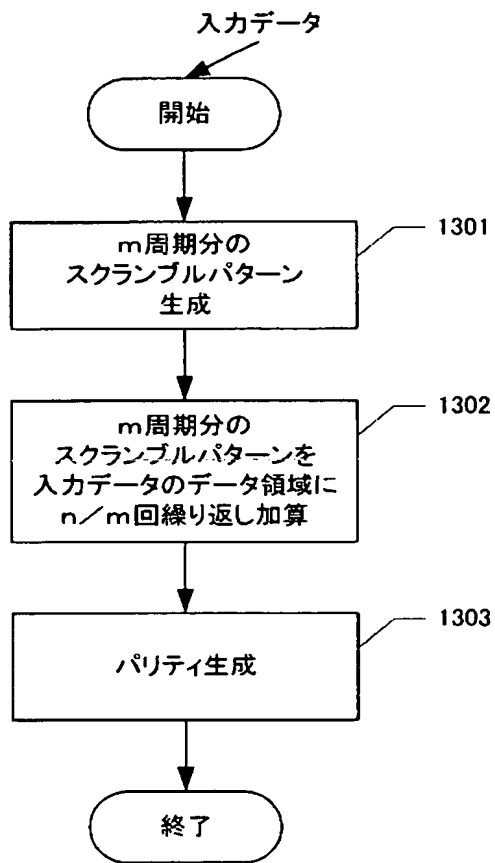 入力データ
開始
m周期分の
スクランブルパターン
生成
1301
m周期分の
スクランブルパターンを
入力データのデータ領域に
n/m回繰り返し加算
1302
パリティ生成
1303
終了